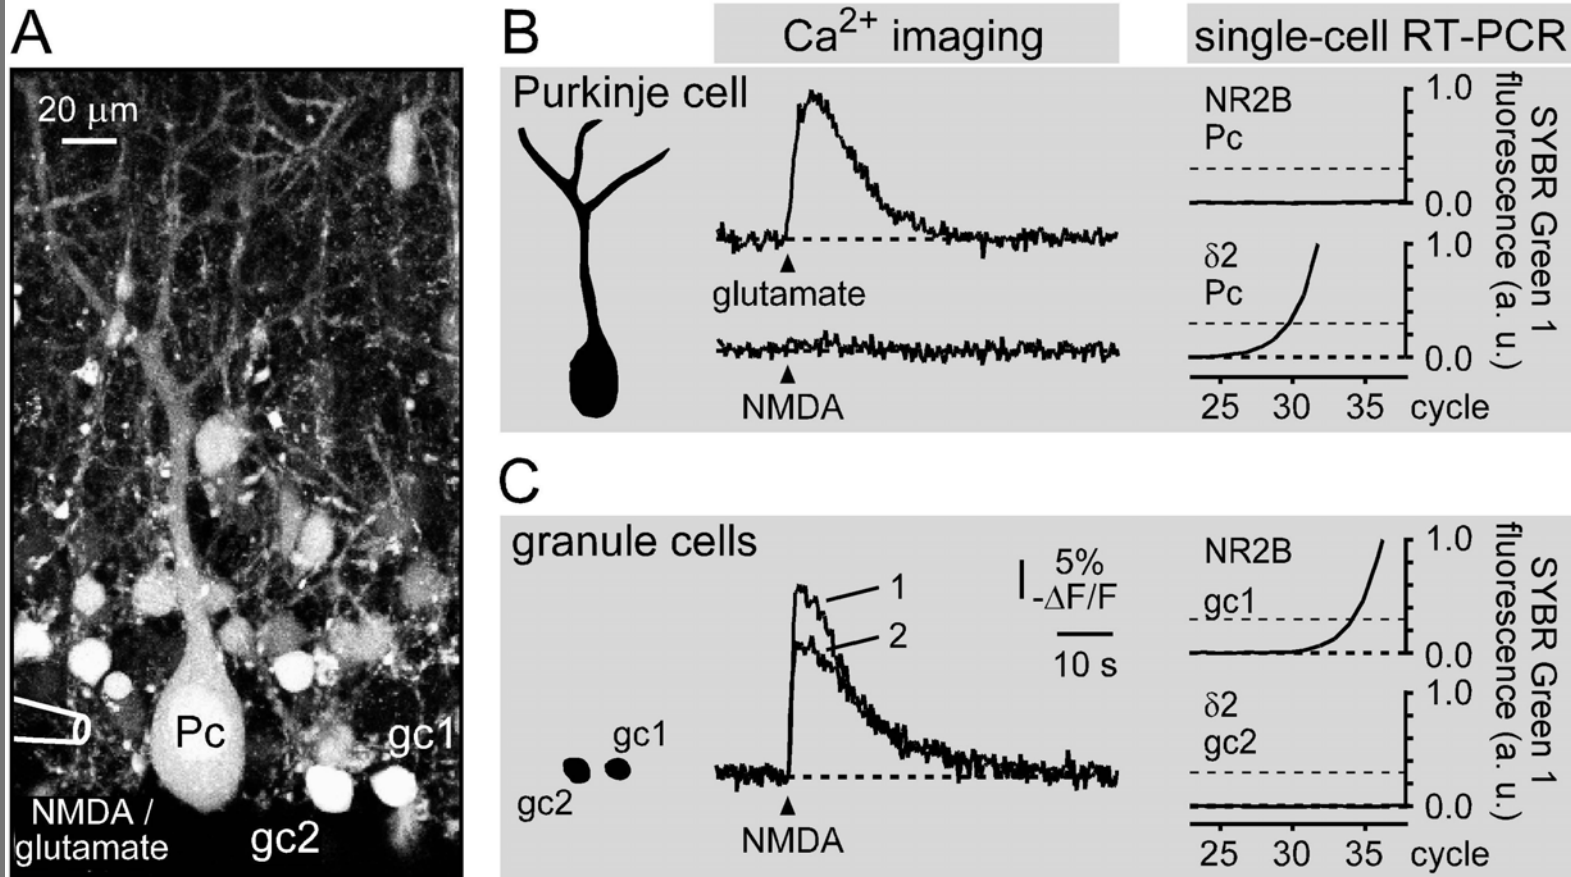 A
20 μm
Pc
gc1
gc2
NMDA /
glutamate
B
Ca2+ imaging
single-cell RT-PCR
Purkinje cell
glutamate
NMDA
NR2B
Pc
1.0
0.0
δ2
Pc
1.0
0.0
25 30 35 cycle
SYBR Green 1
fluorescence (a. u.)
C
granule cells
1
2
5%
-ΔF/F
10 s
gc1
gc2
NMDA
NR2B
gc1
1.0
0.0
δ2
gc2
1.0
0.0
25 30 35 cycle
SYBR Green 1
fluorescence (a. u.)